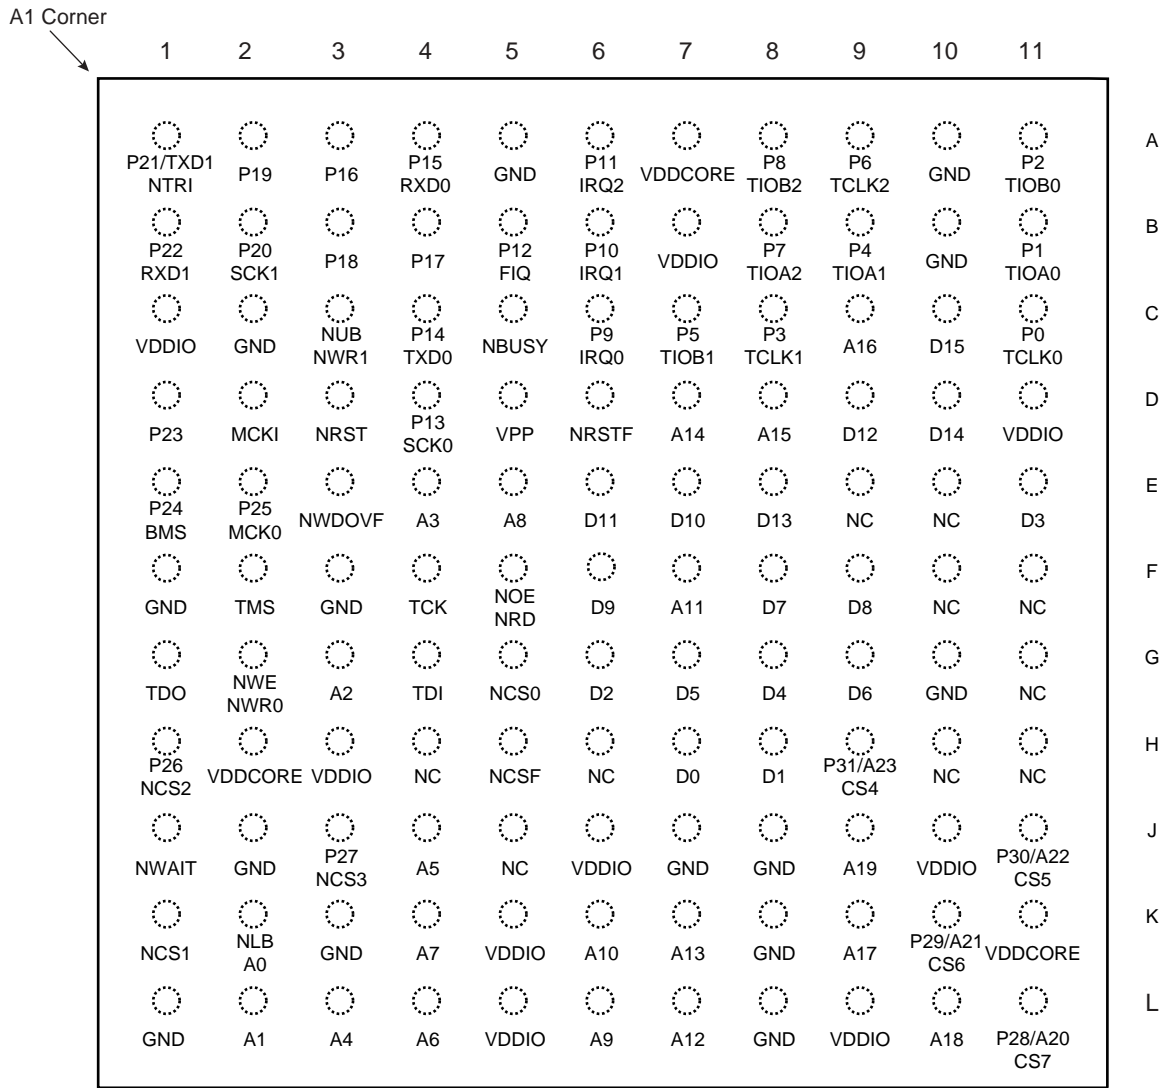 A1 Corner
1 2 3 4 5 6 7 8 9 10 11
A
P21/TXD1 NTRI P19 P16 P15 RXD0 GND P11 IRQ2 VDDCORE P8 TIOB2 P6 TCLK2 GND P2 TIOB0
B
P22 RXD1 P20 SCK1 P18 P17 P12 FIQ P10 IRQ1 VDDIO P7 TIOA2 P4 TIOA1 GND P1 TIOA0
C
VDDIO GND NUB NWR1 P14 TXD0 NBUSY P9 IRQ0 P5 TIOB1 P3 TCLK1 A16 D15 P0 TCLK0
D
P23 MCKI NRST P13 SCK0 VPP NRSTF A14 A15 D12 D14 VDDIO
E
P24 BMS P25 MCK0 NWDOVF A3 A8 D11 D10 D13 NC NC D3
F
GND TMS GND TCK NOE NRD D9 A11 D7 D8 NC NC
G
TDO NWE NWR0 A2 TDI NCS0 D2 D5 D4 D6 GND NC
H
P26 NCS2 VDDCORE VDDIO NC NCSF NC D0 D1 P31/A23 CS4 NC NC
J
NWAIT GND P27 NCS3 A5 NC VDDIO GND GND A19 VDDIO P30/A22 CS5
K
NCS1 NLB A0 GND A7 VDDIO A10 A13 GND A17 P29/A21 CS6 VDDCORE
L
GND A1 A4 A6 VDDIO A9 A12 GND VDDIO A18 P28/A20 CS7